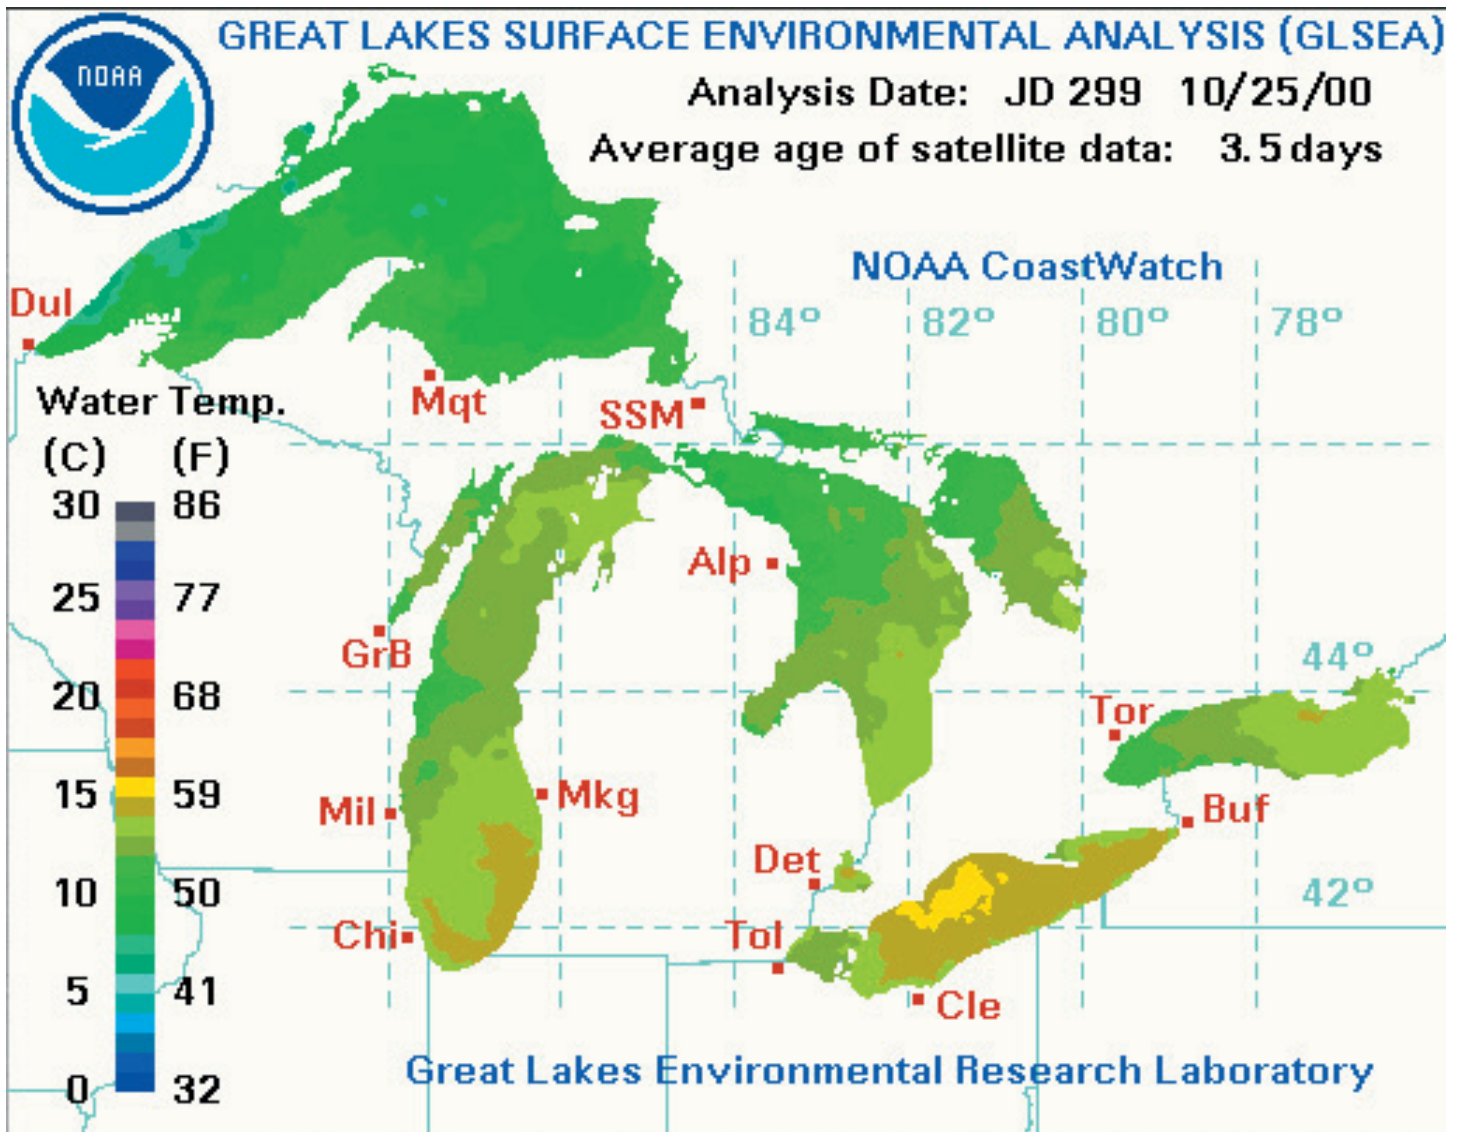 GREAT LAKES SURFACE ENVIRONMENTAL ANALYSIS (GLSEA)
NOAA
Analysis Date: JD 299 10/25/00
Average age of satellite data: 3.5 days
NOAA CoastWatch
Dul
84° 82° 80° 78°
Mqt
SSM
Water Temp.
(C) (F)
30 86
25 77
20 68
15 59
10 50
5 41
0 32
Alp
GrB
44°
Tor
Mil
Mkg
Buf
Det
42°
Chi
Tol
Cle
Great Lakes Environmental Research Laboratory